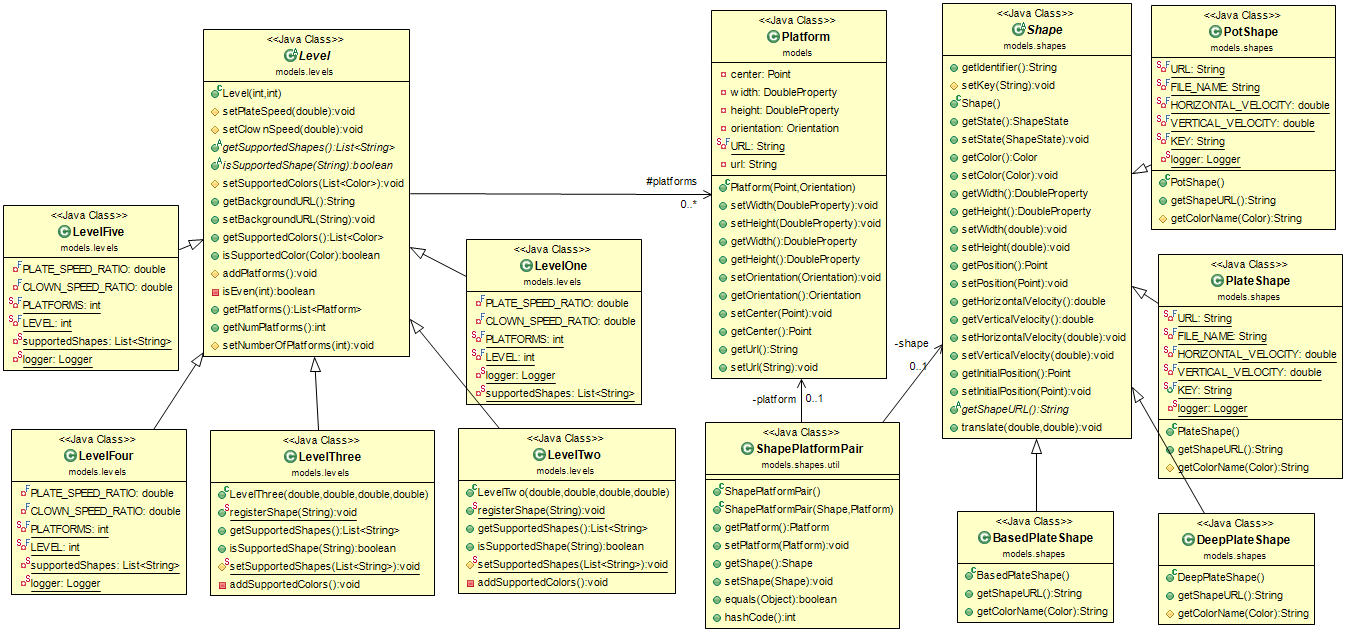 <<Java Class>>
Level
models.levels
Level(int,int)
setPlateSpeed(double):void
setClownSpeed(double):void
getSupportedShapes():List<String>
isSupportedShape(String):boolean
setSupportedColors(List<Color>):void
getBackgroundURL():String
setBackgroundURL(String):void
getSupportedColors():List<Color>
isSupportedColor(Color):boolean
addPlatforms():void
isEven(int):boolean
getPlatforms():List<Platform>
getNumPlatforms():int
setNumberOfPlatforms(int):void
#platforms
0..*
<<Java Class>>
Platform
models
center: Point
width: DoubleProperty
height: DoubleProperty
orientation: Orientation
URL: String
url: String
Platform(Point,Orientation)
setWidth(DoubleProperty):void
setHeight(DoubleProperty):void
getWidth():DoubleProperty
getHeight():DoubleProperty
setOrientation(Orientation):void
getOrientation():Orientation
setCenter(Point):void
getCenter():Point
getUrl():String
setUrl(String):void
<<Java Class>>
Shape
models.shapes
getIdentifier():String
setKey(String):void
Shape()
getState():ShapeState
setState(ShapeState):void
getColor():Color
setColor(Color):void
getWidth():DoubleProperty
getHeight():DoubleProperty
setWidth(double):void
setHeight(double):void
getPosition():Point
setPosition(Point):void
getHorizontalVelocity():double
getVerticalVelocity():double
setHorizontalVelocity(double):void
setVerticalVelocity(double):void
getInitialPosition():Point
setInitialPosition(Point):void
getShapeURL():String
translate(double,double):void
<<Java Class>>
PotShape
models.shapes
URL: String
FILE_NAME: String
HORIZONTAL_VELOCITY: double
VERTICAL_VELOCITY: double
KEY: String
logger: Logger
PotShape()
getShapeURL():String
getColorName(Color):String
<<Java Class>>
LevelFive
models.levels
PLATE_SPEED_RATIO: double
CLOWN_SPEED_RATIO: double
PLATFORMS: int
LEVEL: int
supportedShapes: List<String>
logger: Logger
<<Java Class>>
LevelOne
models.levels
PLATE_SPEED_RATIO: double
CLOWN_SPEED_RATIO: double
PLATFORMS: int
LEVEL: int
logger: Logger
supportedShapes: List<String>
<<Java Class>>
PlateShape
models.shapes
URL: String
FILE_NAME: String
HORIZONTAL_VELOCITY: double
VERTICAL_VELOCITY: double
KEY: String
logger: Logger
PlateShape()
getShapeURL():String
getColorName(Color):String
-shape
0..1
-platform
0..1
<<Java Class>>
LevelFour
models.levels
PLATE_SPEED_RATIO: double
CLOWN_SPEED_RATIO: double
PLATFORMS: int
LEVEL: int
supportedShapes: List<String>
logger: Logger
<<Java Class>>
LevelThree
models.levels
LevelThree(double,double,double,double)
registerShape(String):void
getSupportedShapes():List<String>
isSupportedShape(String):boolean
setSupportedShapes(List<String>):void
addSupportedColors():void
<<Java Class>>
LevelTwo
models.levels
LevelTwo(double,double,double,double)
registerShape(String):void
getSupportedShapes():List<String>
isSupportedShape(String):boolean
setSupportedShapes(List<String>):void
addSupportedColors():void
<<Java Class>>
ShapePlatformPair
models.shapes.util
ShapePlatformPair()
ShapePlatformPair(Shape,Platform)
getPlatform():Platform
setPlatform(Platform):void
getShape():Shape
setShape(Shape):void
equals(Object):boolean
hashCode():int
<<Java Class>>
BasedPlateShape
models.shapes
BasedPlateShape()
getShapeURL():String
getColorName(Color):String
<<Java Class>>
DeepPlateShape
models.shapes
DeepPlateShape()
getShapeURL():String
getColorName(Color):String